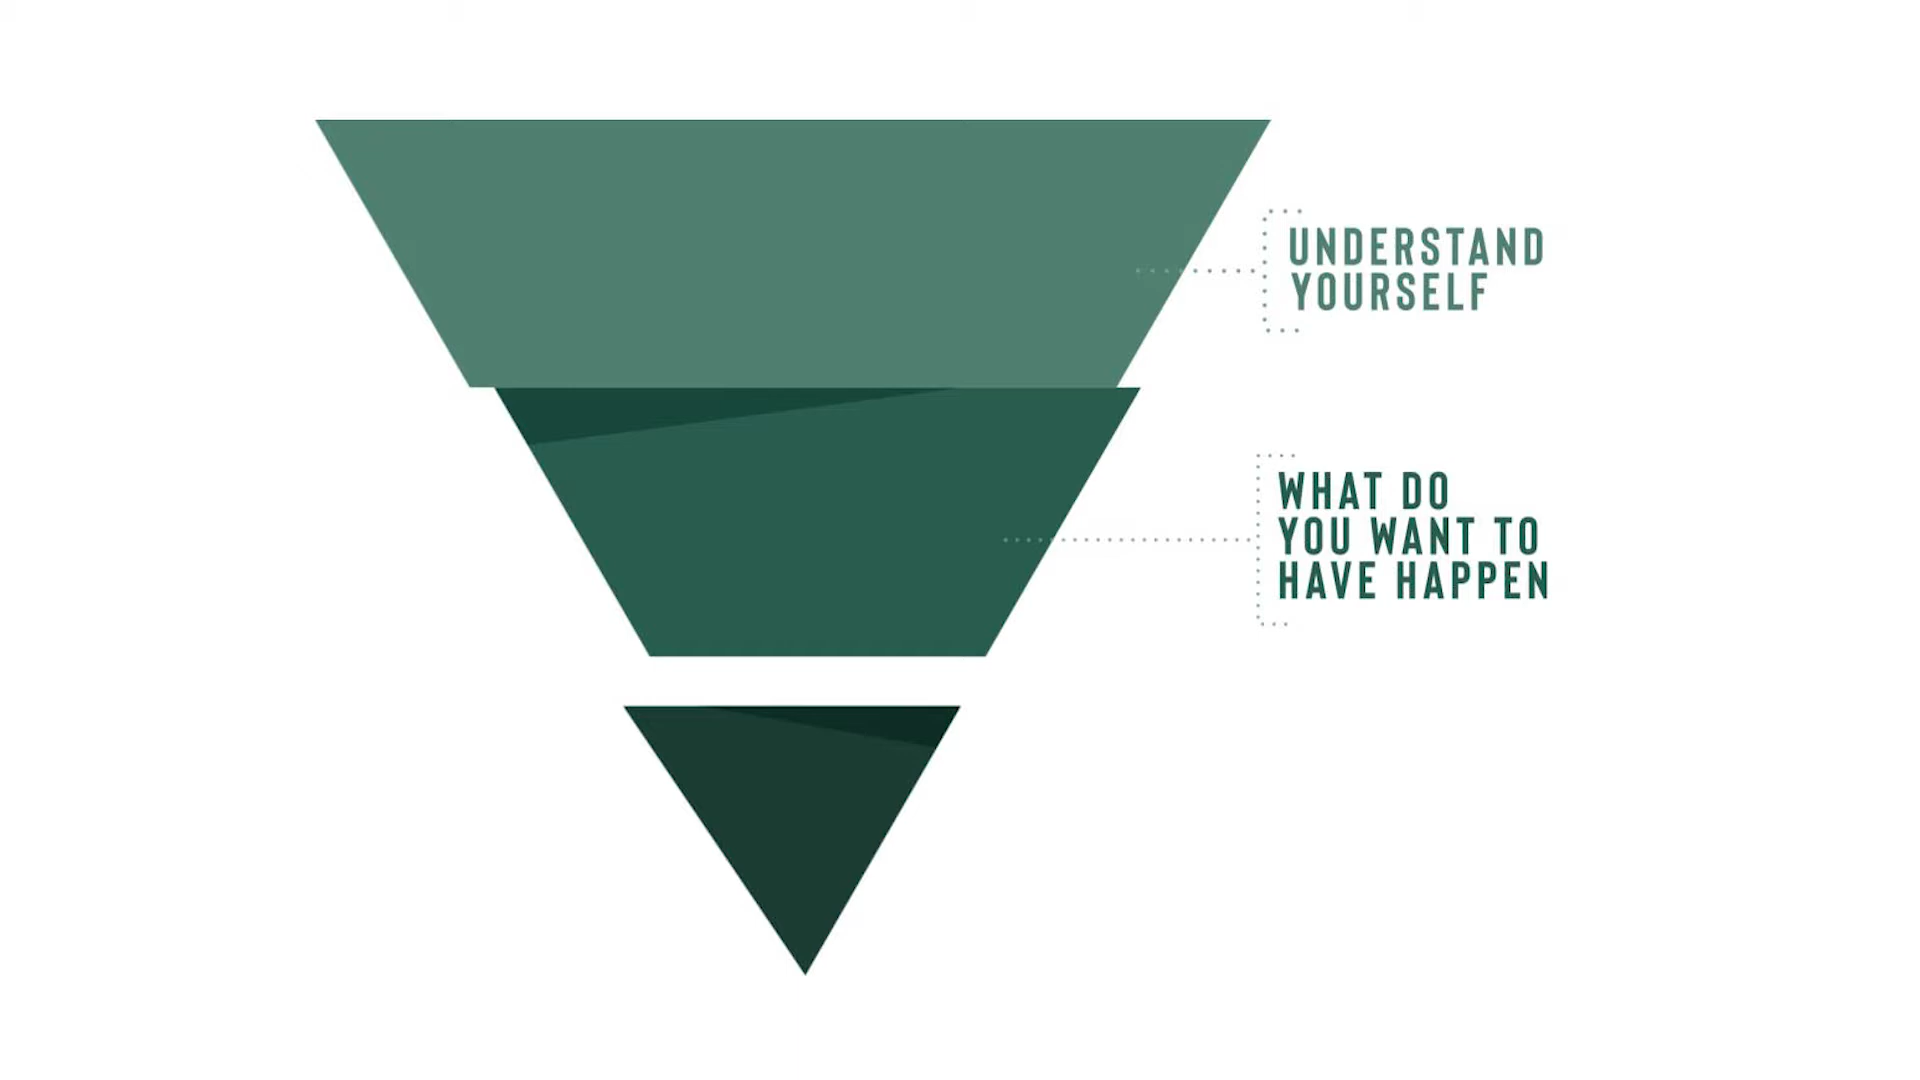 UNDERSTAND
YOURSELF
WHAT DO
YOU WANT TO
HAVE HAPPEN